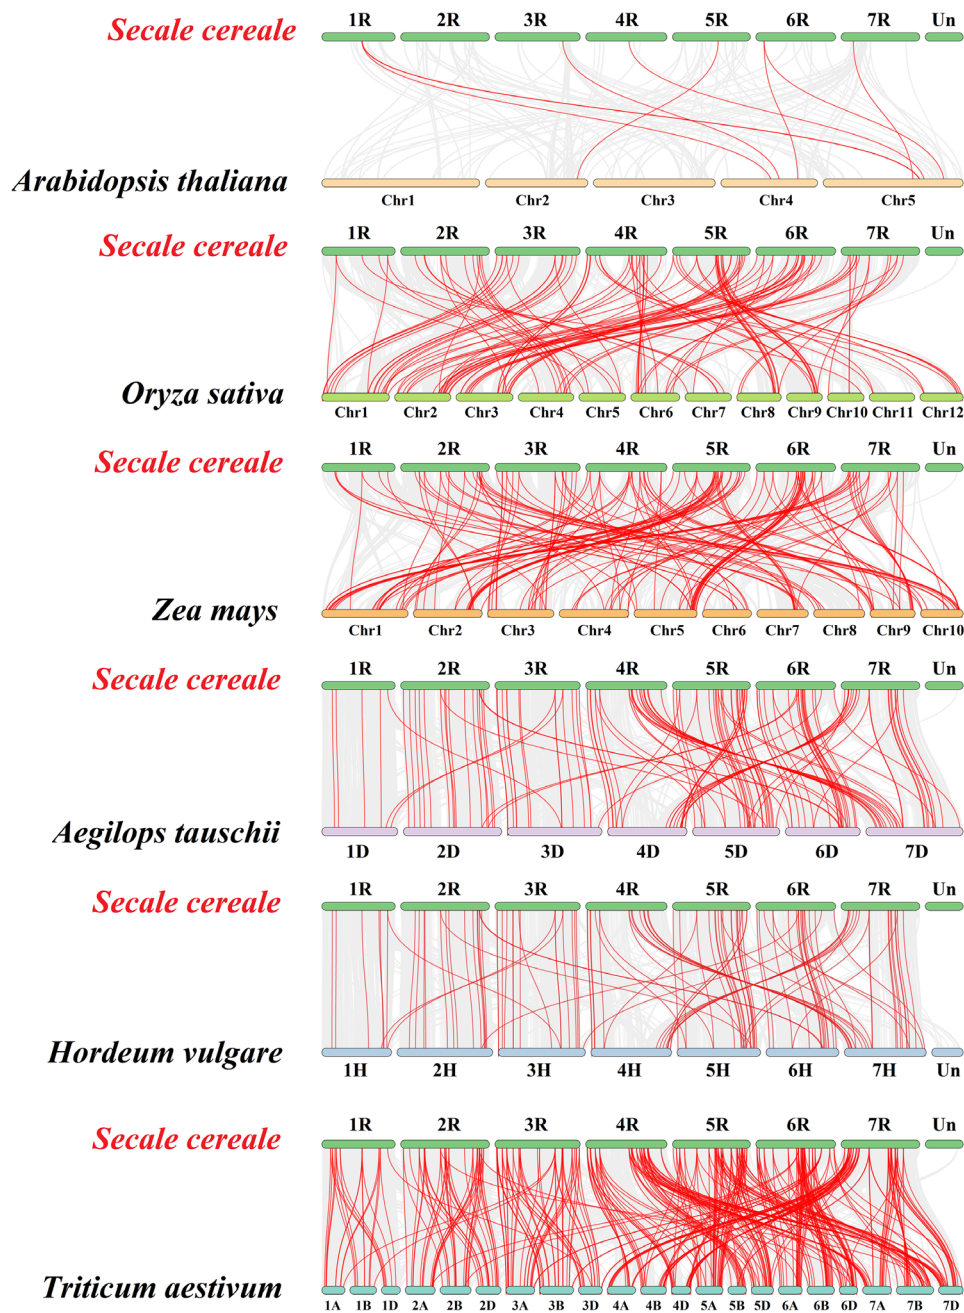 1R 2R 3R 4R 5R 6R 7R Un
Secale cereale
Arabidopsis thaliana
Chr1 Chr2 Chr3 Chr4 Chr5
1R 2R 3R 4R 5R 6R 7R Un
Secale cereale
Oryza sativa
Chr1 Chr2 Chr3 Chr4 Chr5 Chr6 Chr7 Chr8 Chr9 Chr10 Chr11 Chr12
1R 2R 3R 4R 5R 6R 7R Un
Secale cereale
Zea mays
Chr1 Chr2 Chr3 Chr4 Chr5 Chr6 Chr7 Chr8 Chr9 Chr10
1R 2R 3R 4R 5R 6R 7R Un
Secale cereale
Aegilops tauschii
1D 2D 3D 4D 5D 6D 7D
1R 2R 3R 4R 5R 6R 7R Un
Secale cereale
Hordeum vulgare
1H 2H 3H 4H 5H 6H 7H Un
1R 2R 3R 4R 5R 6R 7R Un
Secale cereale
Triticum aestivum
1A 1B 1D 2A 2B 2D 3A 3B 3D 4A 4B 4D 5A 5B 5D 6A 6B 6D 7A 7B 7D